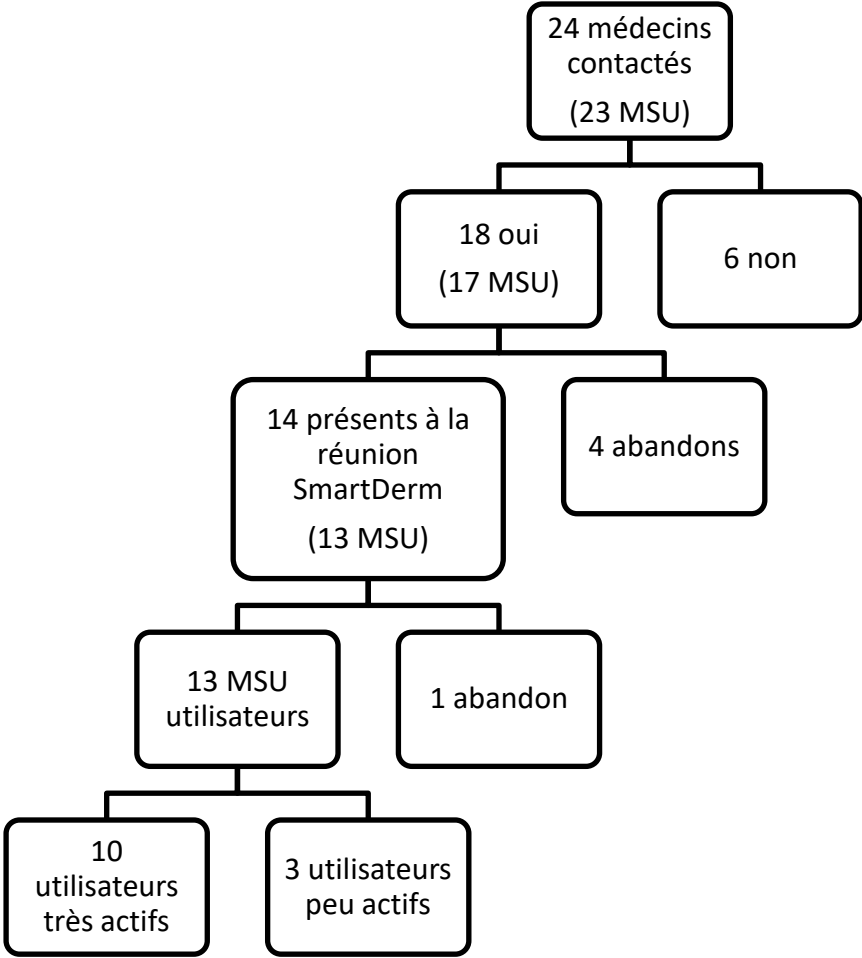 24 médecins
contactés
(23 MSU)
18 oui
(17 MSU)
6 non
14 présents à la
réunion
SmartDerm
(13 MSU)
4 abandons
13 MSU
utilisateurs
1 abandon
10
utilisateurs
très actifs
3 utilisateurs
peu actifs